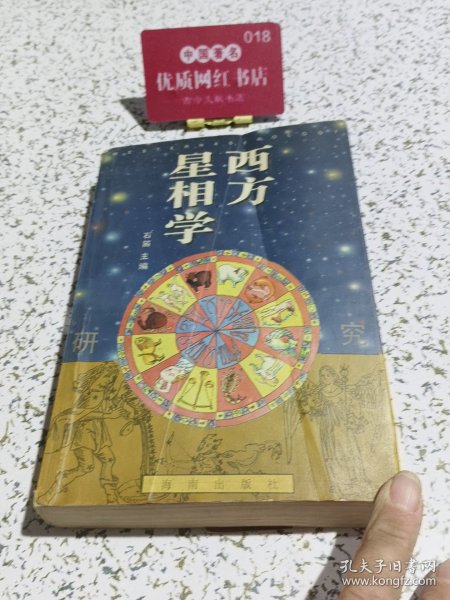 018
中国著名
优质网红书店
西方
星相学
石嚣 主编
研 究
海南出版社
孔夫子旧书网
www.kongfz.com